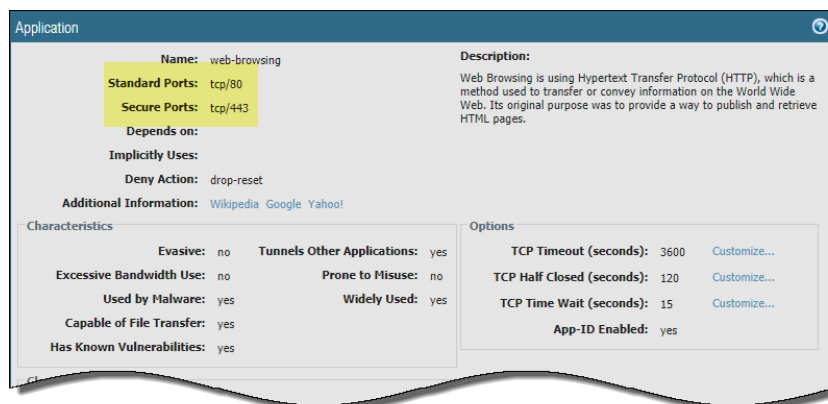 Application
Name: web-browsing
Standard Ports: tcp/80
Secure Ports: tcp/443
Depends on:
Implicitly Uses:
Deny Action: drop-reset
Additional Information: Wikipedia Google Yahoo!
Description:
Web Browsing is using Hypertext Transfer Protocol (HTTP), which is a
method used to transfer or convey information on the World Wide
Web. Its original purpose was to provide a way to publish and retrieve
HTML pages.
Characteristics
Evasive: no Tunnels Other Applications: yes
Excessive Bandwidth Use: no Prone to Misuse: no
Used by Malware: yes Widely Used: yes
Capable of File Transfer: yes
Has Known Vulnerabilities: yes
Options
TCP Timeout (seconds): 3600 Customize...
TCP Half Closed (seconds): 120 Customize...
TCP Time Wait (seconds): 15 Customize...
App-ID Enabled: yes